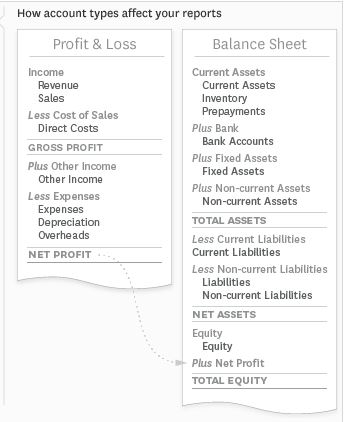 How account types affect your reports
Profit & Loss
Income
Revenue
Sales
Less Cost of Sales
Direct Costs
GROSS PROFIT
Plus Other Income
Other Income
Less Expenses
Expenses
Depreciation
Overheads
NET PROFIT
Balance Sheet
Current Assets
Current Assets
Inventory
Prepayments
Plus Bank
Bank Accounts
Plus Fixed Assets
Fixed Assets
Plus Non-current Assets
Non-current Assets
TOTAL ASSETS
Less Current Liabilities
Current Liabilities
Less Non-current Liabilities
Liabilities
Non-current Liabilities
NET ASSETS
Equity
Equity
Plus Net Profit
TOTAL EQUITY